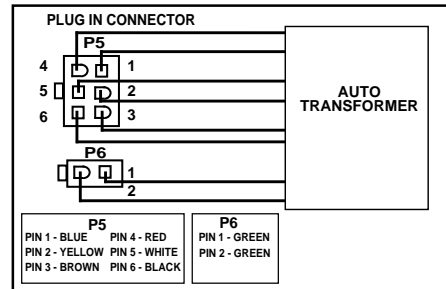 PLUG IN CONNECTOR
P5
4 1
5 2
6 3
AUTO
TRANSFORMER
P6
1
2
P5
PIN 1 - BLUE PIN 4 - RED
PIN 2 - YELLOW PIN 5 - WHITE
PIN 3 - BROWN PIN 6 - BLACK
P6
PIN 1 - GREEN
PIN 2 - GREEN